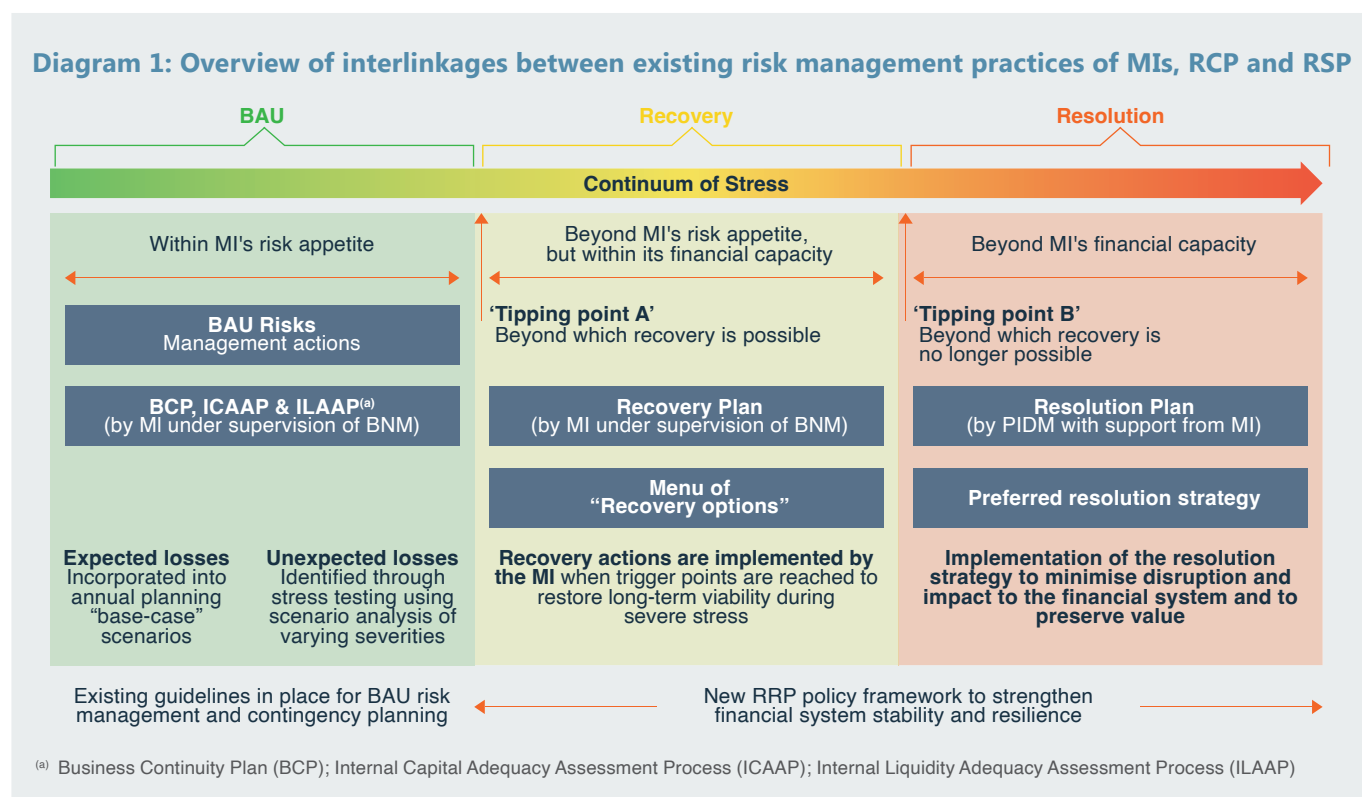 Diagram 1: Overview of interlinkages between existing risk management practices of MIs, RCP and RSP
BAU
Recovery
Resolution
Continuum of Stress
Within MI's risk appetite
Beyond MI's risk appetite,
but within its financial capacity
Beyond MI's financial capacity
BAU Risks
Management actions
‘Tipping point A’
Beyond which recovery is possible
‘Tipping point B’
Beyond which recovery is
no longer possible
BCP, ICAAP & ILAAP(a)
(by MI under supervision of BNM)
Recovery Plan
(by MI under supervision of BNM)
Resolution Plan
(by PIDM with support from MI)
Menu of
“Recovery options”
Preferred resolution strategy
Expected losses
Incorporated into
annual planning
“base-case”
scenarios
Unexpected losses
Identified through
stress testing using
scenario analysis of
varying severities
Recovery actions are implemented by
the MI when trigger points are reached to
restore long-term viability during
severe stress
Implementation of the resolution
strategy to minimise disruption and
impact to the financial system and to
preserve value
Existing guidelines in place for BAU risk
management and contingency planning
New RRP policy framework to strengthen
financial system stability and resilience
(a) Business Continuity Plan (BCP); Internal Capital Adequacy Assessment Process (ICAAP); Internal Liquidity Adequacy Assessment Process (ILAAP)